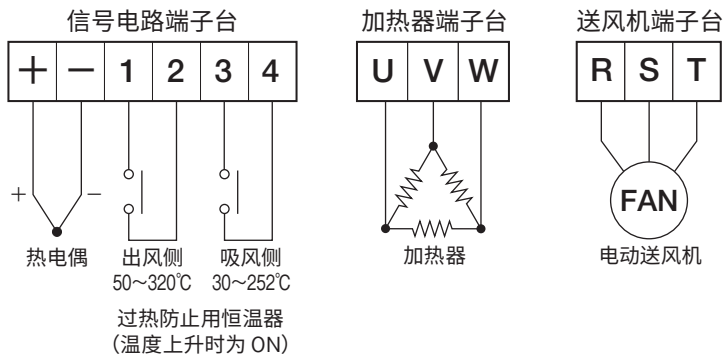 信号电路端子台 加热器端子台 送风机端子台
＋ － 1 2 3 4 U V W R S T
＋ － FAN
热电偶 出风侧 吸风侧 加热器 电动送风机
50～320℃ 30～252℃
过热防止用恒温器
（温度上升时为 ON）